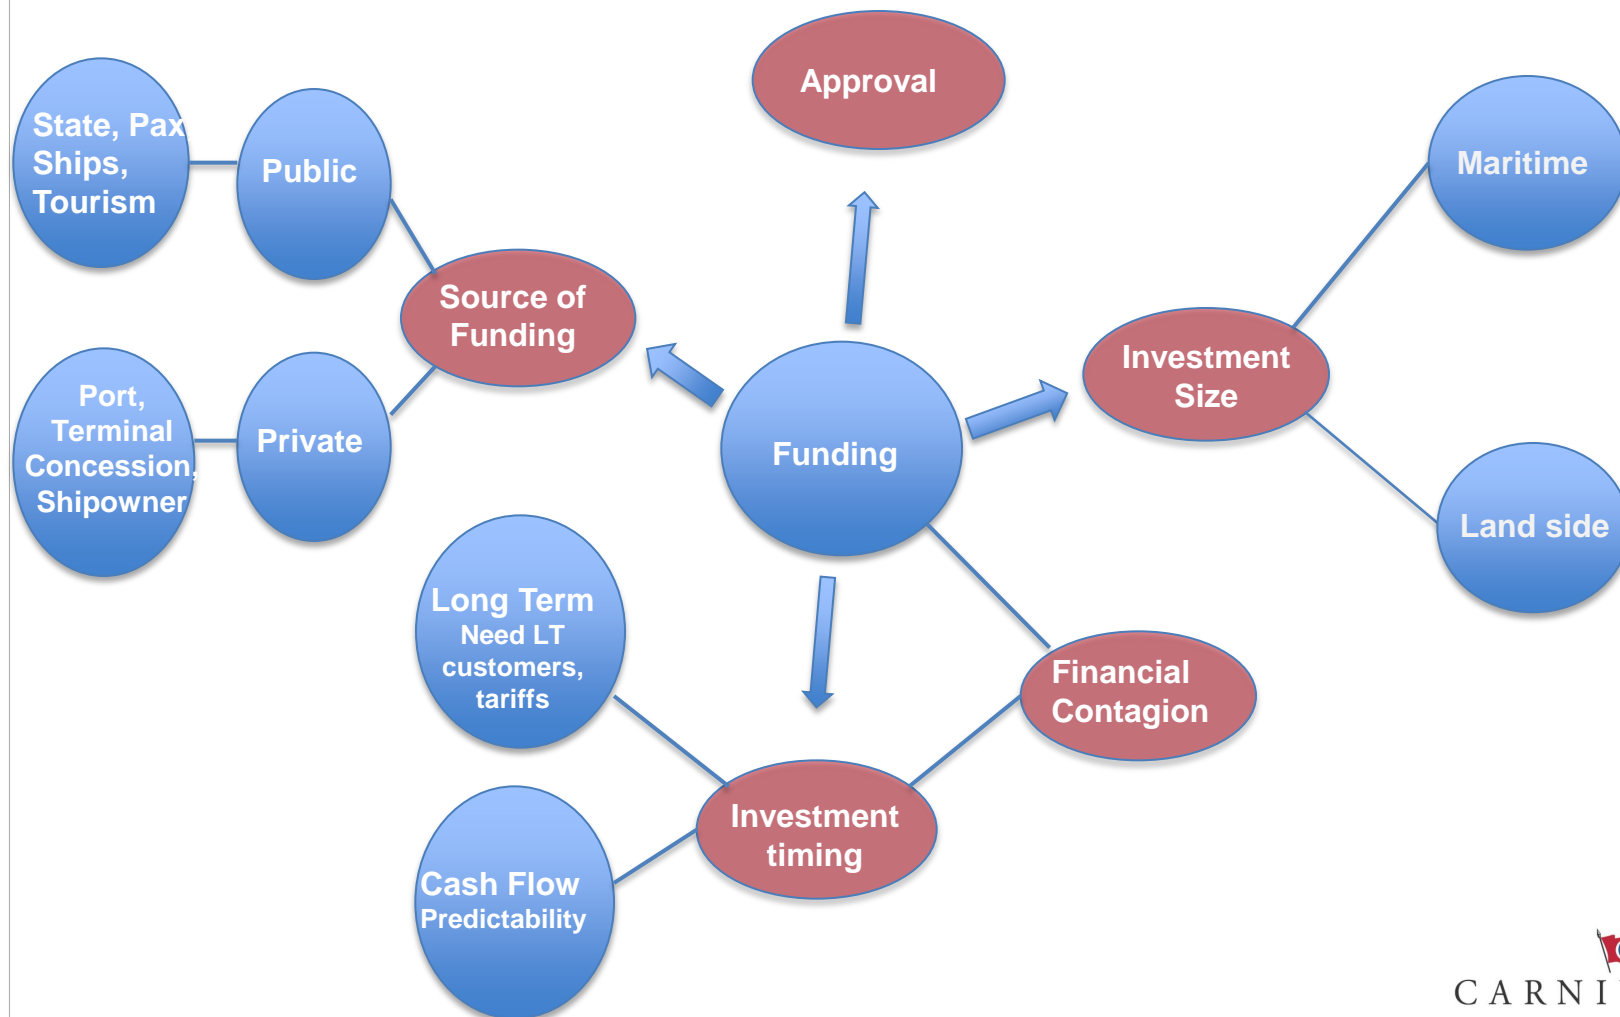 Approval
State, Pax
Ships,
Tourism
Public
Maritime
Source of
Funding
Investment
Size
Port,
Terminal
Concession,
Shipowner
Private
Funding
Land side
Long Term
Need LT
customers,
tariffs
Financial
Contagion
Investment
timing
Cash Flow
Predictability
CARNI